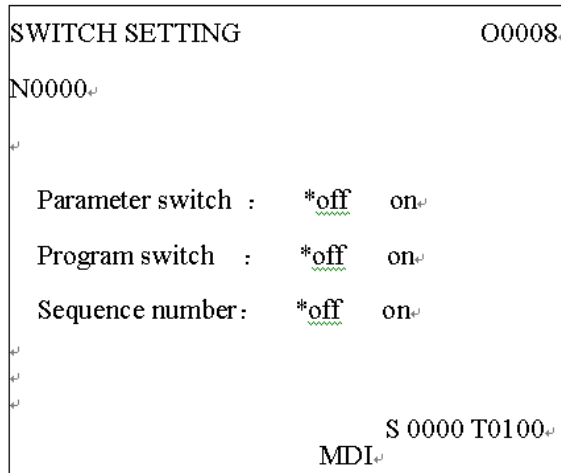 SWITCH SETTING O0008
N0000
Parameter switch : *off on
Program switch : *off on
Sequence number: *off on
S 0000 T0100
MDI